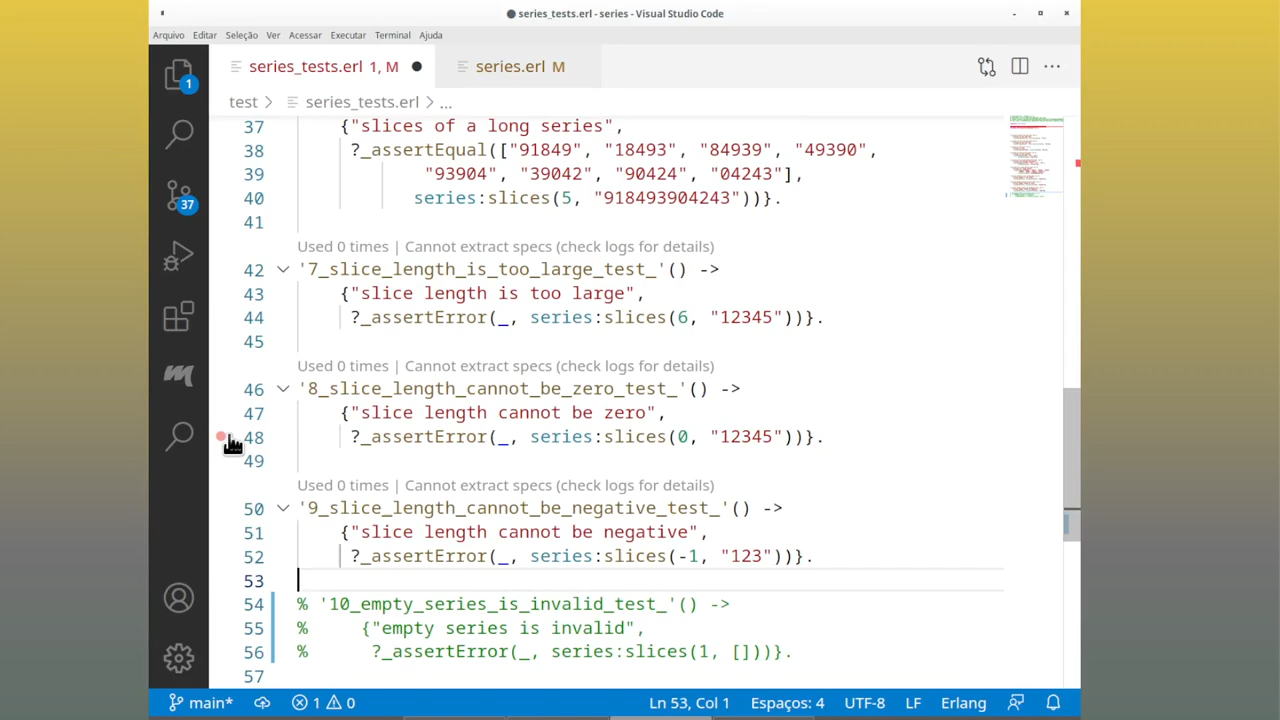 series_tests.erl - series - Visual Studio Code
Arquivo Editar Seleção Ver Acessar Executar Terminal Ajuda
series_tests.erl 1, M
series.erl M
1
test > series_tests.erl > ...
37 {"slices of a long series",
38 ?_assertEqual(["91849", "18493", "84939", "49390",
39 "93904", "39042", "90424", "04243"],
40 series:slices(5, "918493904243"))}.
37
41
Used 0 times | Cannot extract specs (check logs for details)
42 '7_slice_length_is_too_large_test_'() ->
43 {"slice length is too large",
44 ?_assertError(_, series:slices(6, "12345"))}.
45
Used 0 times | Cannot extract specs (check logs for details)
46 '8_slice_length_cannot_be_zero_test_'() ->
47 {"slice length cannot be zero",
48 ?_assertError(_, series:slices(0, "12345"))}.
49
Used 0 times | Cannot extract specs (check logs for details)
50 '9_slice_length_cannot_be_negative_test_'() ->
51 {"slice length cannot be negative",
52 ?_assertError(_, series:slices(-1, "123"))}.
53
54 % '10_empty_series_is_invalid_test_'() ->
55 % {"empty series is invalid",
56 % ?_assertError(_, series:slices(1, []))}.
57
main* 1 0 Ln 53, Col 1 Espaços: 4 UTF-8 LF Erlang